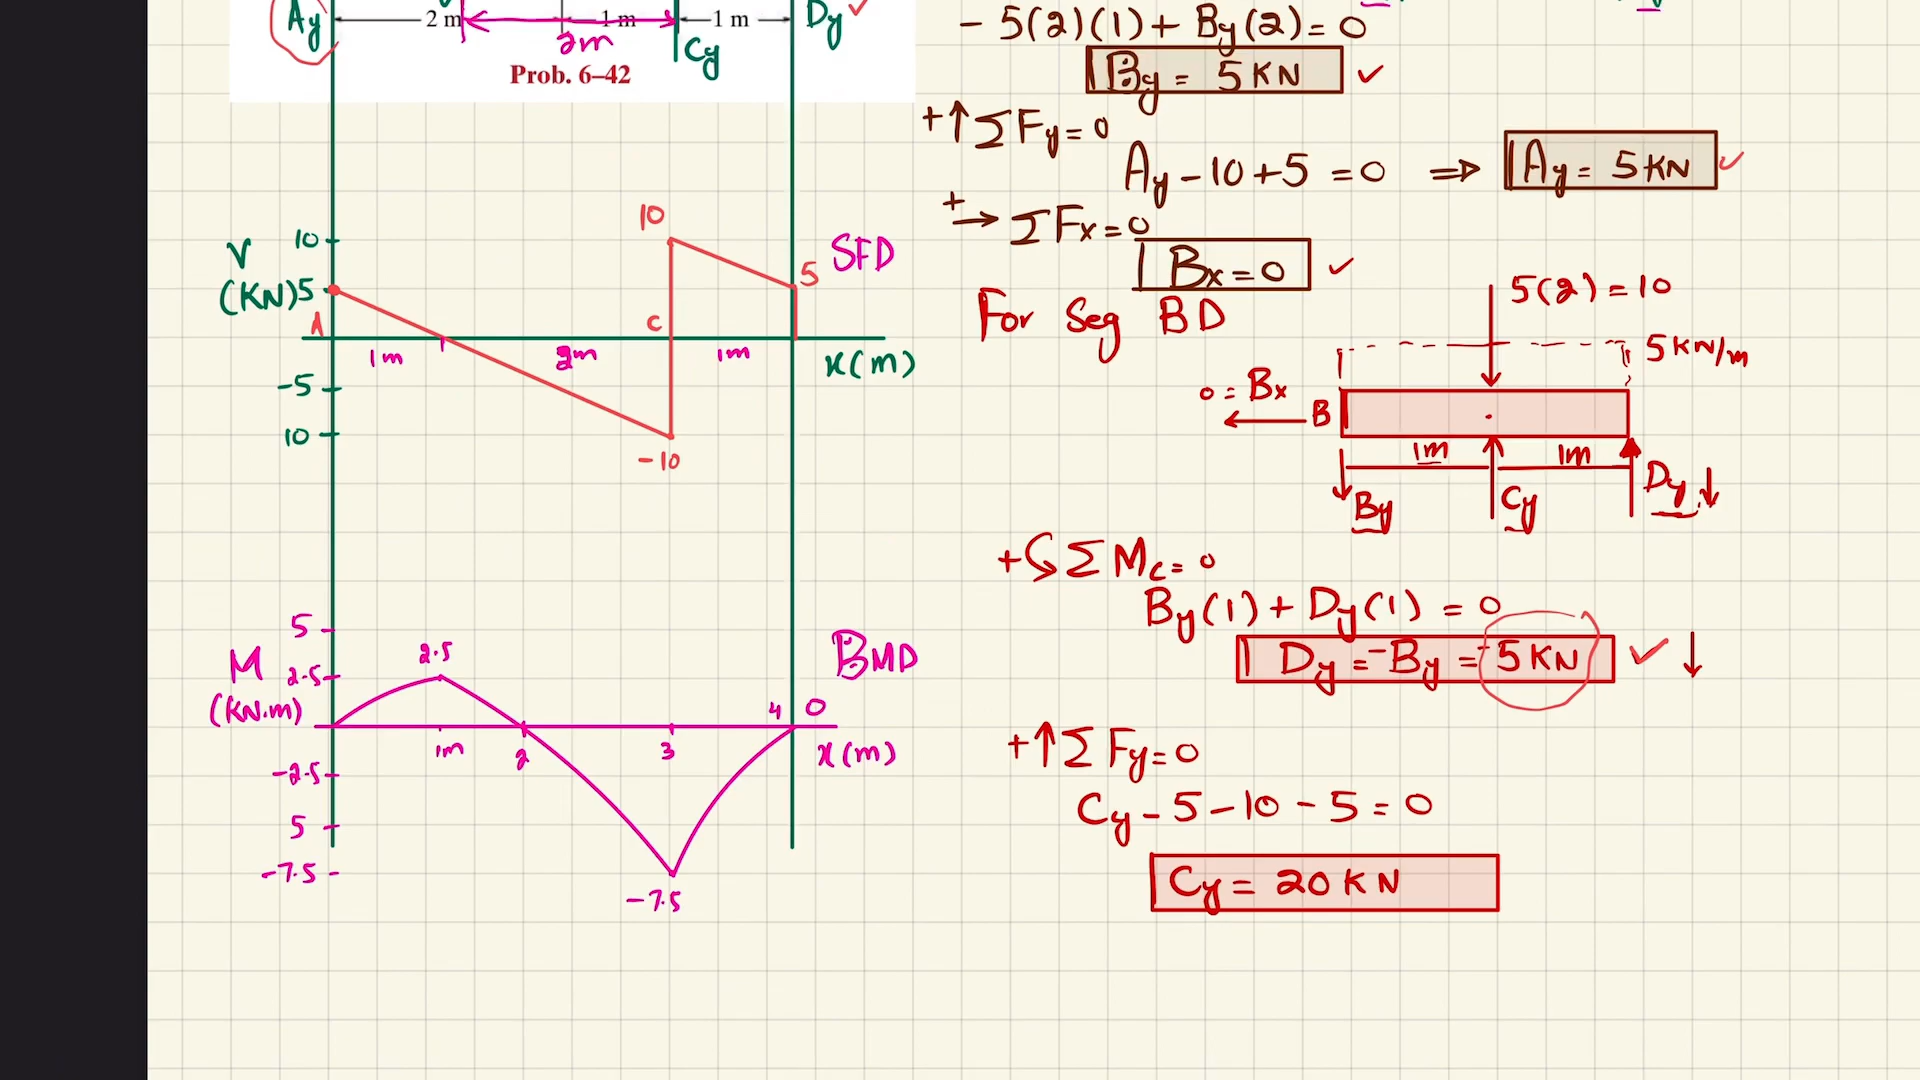 Ay
2 m
1 m
1 m
2m
Cy
Dy ✓
Prob. 6–42
V
(KN)
10
5
-5
10
A
1m
2m
C
1m
10
-10
5
SFD
x(m)
M
(KN.m)
5
2.5
-2.5
5
-7.5
2.5
1m
2
3
4
0
-7.5
BMD
x(m)
- 5(2)(1) + By(2) = 0
By = 5 KN ✓
+↑ΣFy = 0
Ay - 10 + 5 = 0 ⇒ Ay = 5 KN ✓
+→ ΣFx = 0
Bx = 0 ✓
For Seg BD
5(2) = 10
5 KN/m
0 = Bx
B
1m
1m
By
Cy
Dy ↓
+↺ ΣMc = 0
By(1) + Dy(1) = 0
Dy = -By = -5 KN ✓ ↓
+↑ΣFy = 0
Cy - 5 - 10 - 5 = 0
Cy = 20 KN